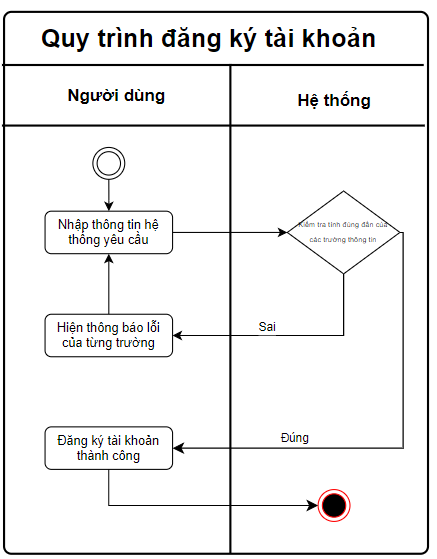 Quy trình đăng ký tài khoản
Người dùng
Hệ thống
Nhập thông tin hệ
thống yêu cầu
Kiểm tra tính đúng đắn của
các trường thông tin
Hiện thông báo lỗi
của từng trường
Sai
Đăng ký tài khoản
thành công
Đúng